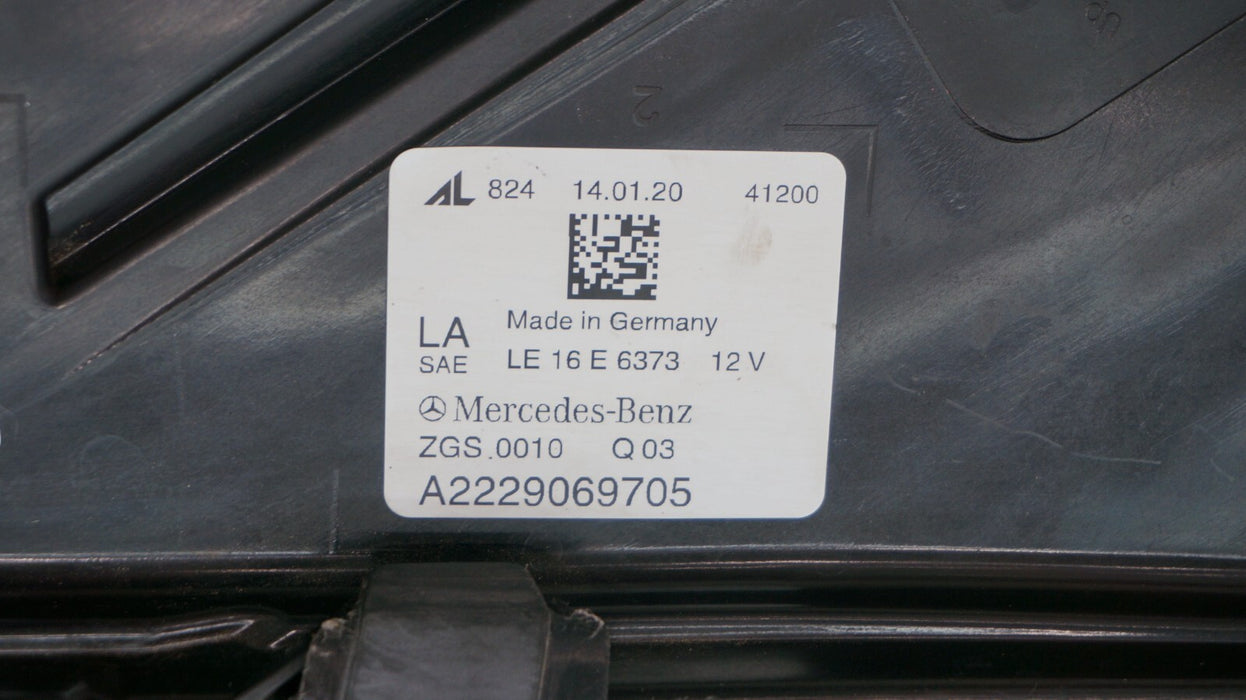 AL 824 14.01.20 41200
Made in Germany
LA
SAE LE 16 E 6373 12 V
Mercedes-Benz
ZGS.0010 Q 03
A2229069705
2